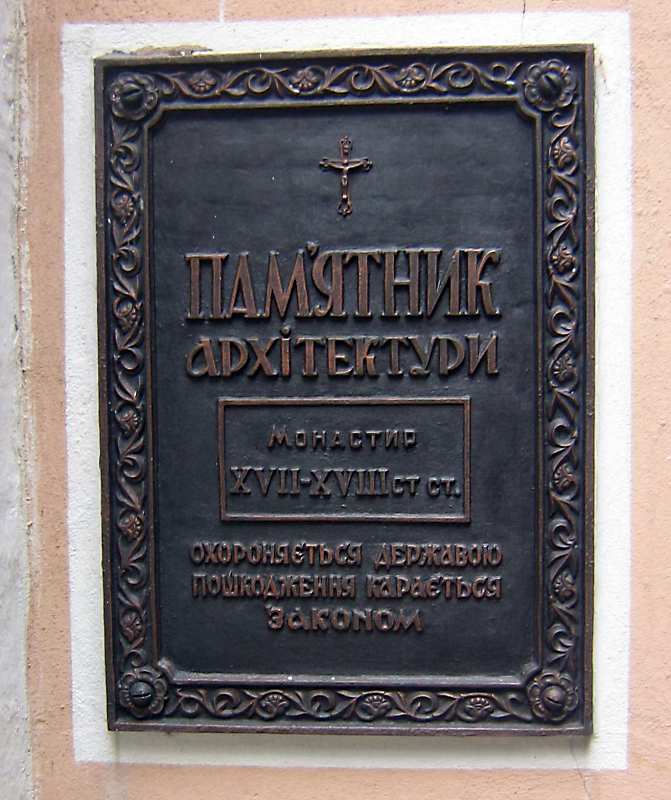 ПАМ'ЯТНИК
АРХІТЕКТУРИ
МОНАСТИР
XVII-XVIII СТ СТ.
ОХОРОНЯЄТЬСЯ ДЕРЖАВОЮ
ПОШКОДЖЕННЯ КАРАЄТЬСЯ
ЗАКОНОМ